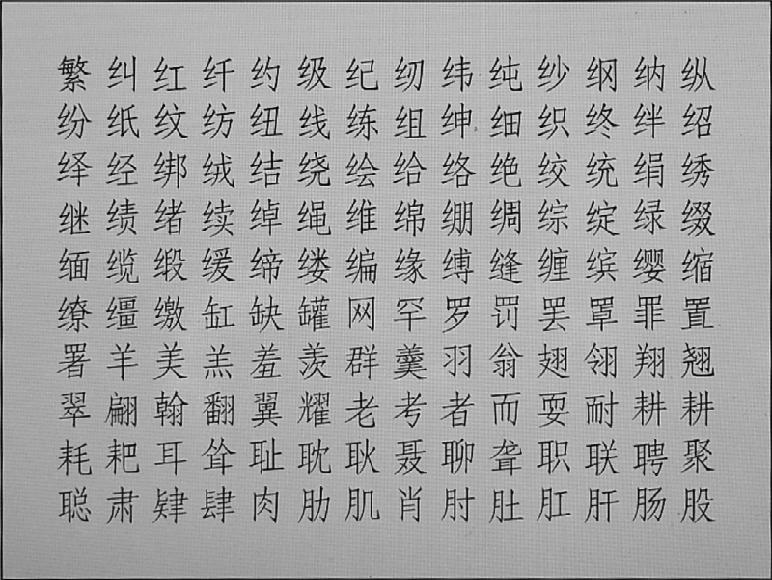 繁纠红纤约级纪纫纬纯纱纲纳纵
纷纸纹纺纽线练组绅细织终绊绍
绎经绑绒结绕绘给络绝绞统绢绣
继绩绪续绰绳维绵绷绸综绽绿缀
缅缆缎缓缔缕编缘缚缝缠缤缨缩
缭缰缴缸缺罐网罕罗罚罢罩罪置
署羊美羔羞羡群羹羽翁翅翎翔翘
翠翩翰翻翼耀老考者而耍耐耕耕
耗耙耳耸耻耽耿聂聊聋职联聘聚
聪肃肄肆肉肋肌肖肘肚肛肝肠股